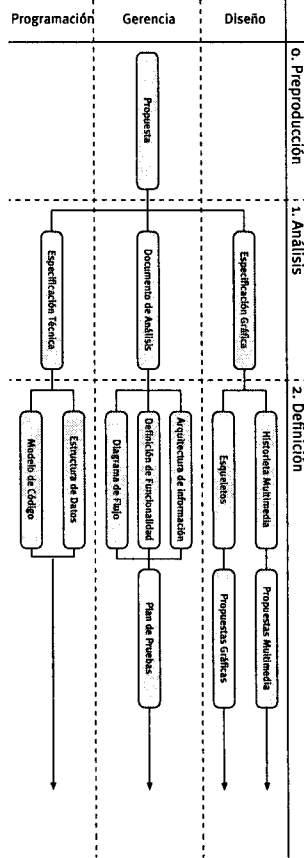 Programación
Gerencia
Diseño
0. Preproducción
Propuesta
1. Análisis
Especificación Gráfica
Documento de Análisis
Especificación Técnica
2. Definición
Historieta Multimedia
Esqueletos
Arquitectura de información
Definición de Funcionalidad
Diagrama de Flujo
Estructura de Datos
Modelo de Código
Propuestas Multimedia
Propuestas Gráficas
Plan de Pruebas